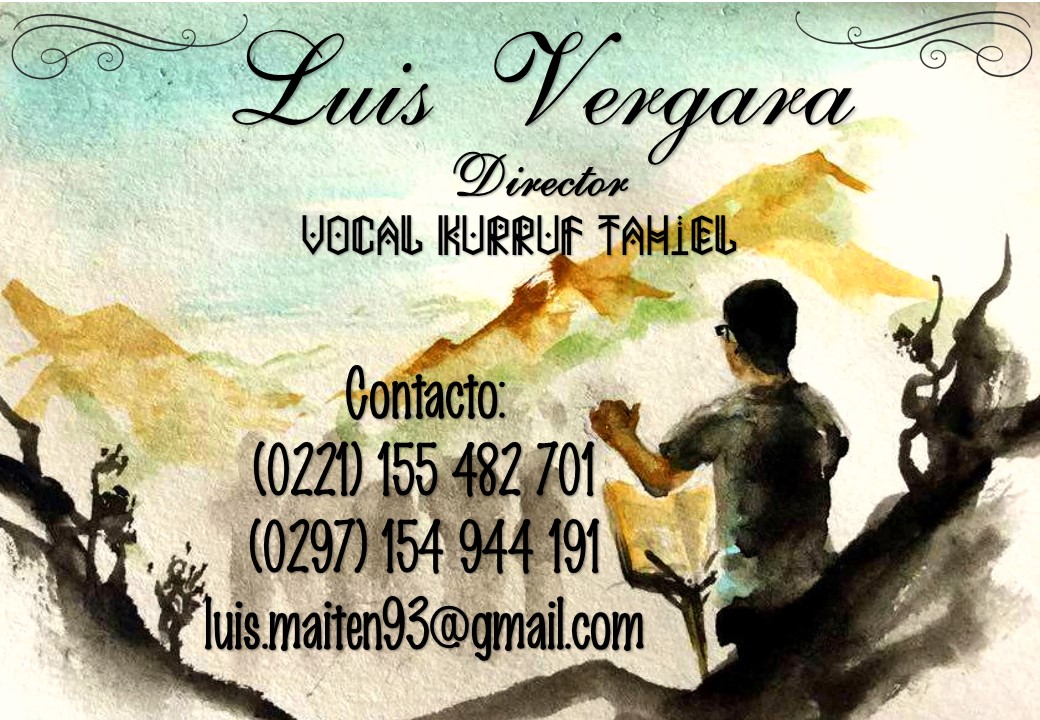 Luis Vergara
Director
VOCAL KURRUF TAHIEL
Contacto:
(0221) 155 482 701
(0297) 154 944 191
luis.maiten93@gmail.com